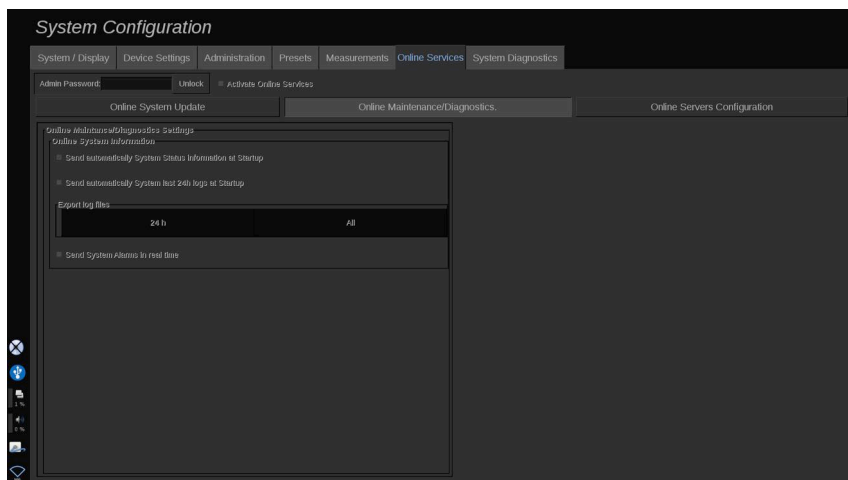 System Configuration
System / Display Device Settings Administration Presets Measurements Online Services System Diagnostics
Admin Password: Unlock Activate Online Services
Online System Update Online Maintenance/Diagnostics. Online Servers Configuration
Online Maintance/Diagnostics Settings
Online System Information
Send automatically System Status Information at Startup
Send automatically System last 24h logs at Startup
Export log files
24 h All
Send System Alarms in real time
1 %
6 %